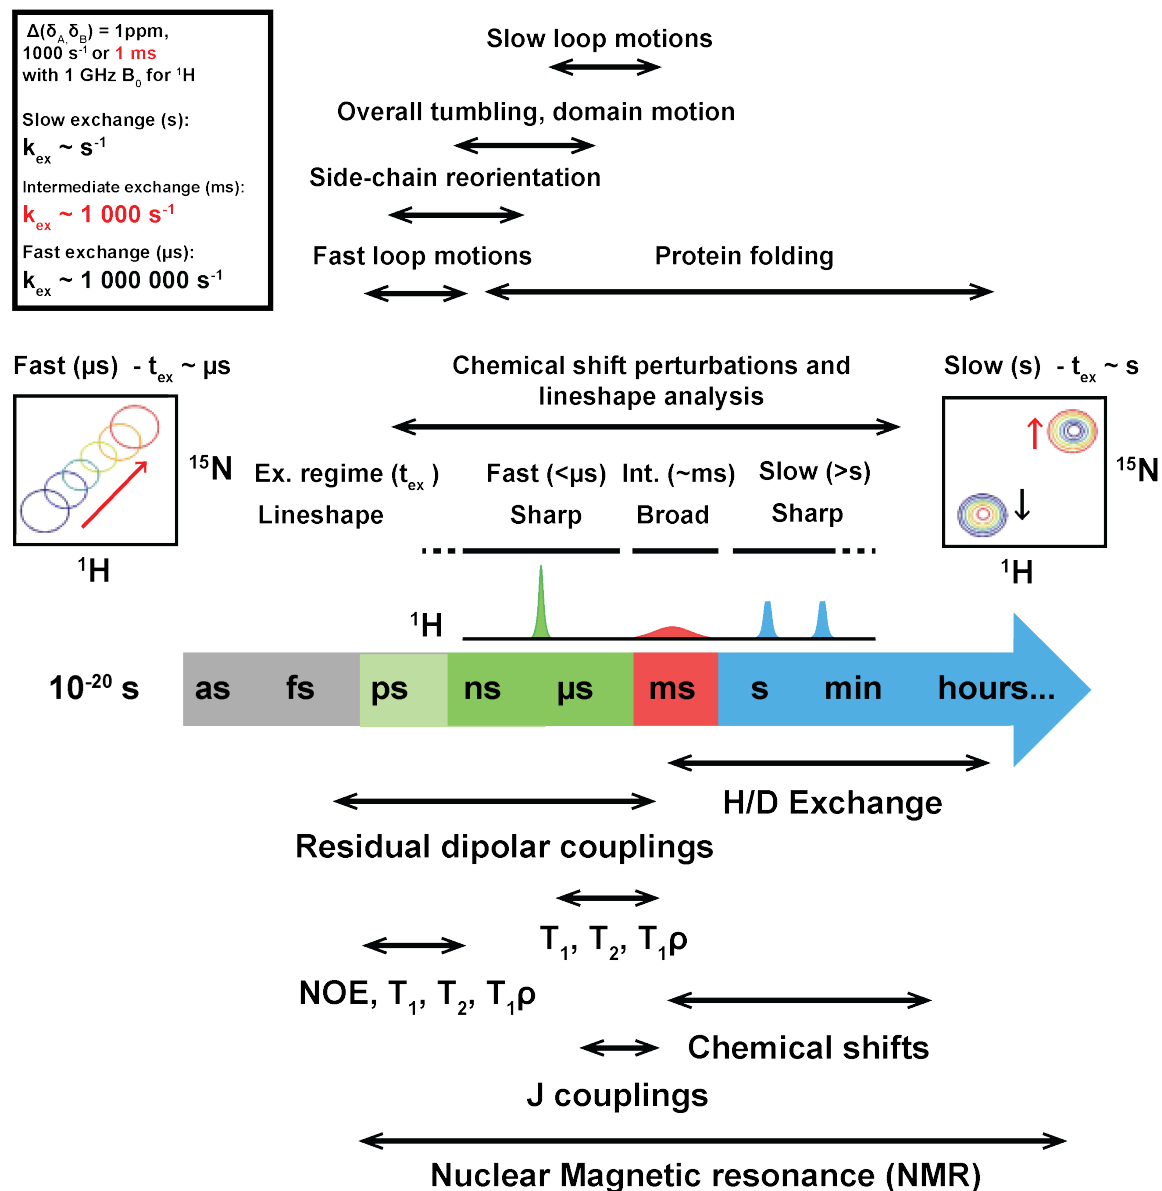 Δ(δA,δB) = 1ppm,
1000 s-1 or 1 ms
with 1 GHz B0 for 1H
Slow exchange (s):
kex ~ s-1
Intermediate exchange (ms):
kex ~ 1 000 s-1
Fast exchange (µs):
kex ~ 1 000 000 s-1
Slow loop motions
Overall tumbling, domain motion
Side-chain reorientation
Fast loop motions
Protein folding
Fast (µs) - tex ~ µs
15N
1H
Chemical shift perturbations and
lineshape analysis
Ex. regime (tex ) Fast (<µs) Int. (~ms) Slow (>s)
Lineshape Sharp Broad Sharp
1H
Slow (s) - tex ~ s
15N
1H
10-20 s as fs ps ns µs ms s min hours...
H/D Exchange
Residual dipolar couplings
T1, T2, T1ρ
NOE, T1, T2, T1ρ
Chemical shifts
J couplings
Nuclear Magnetic resonance (NMR)